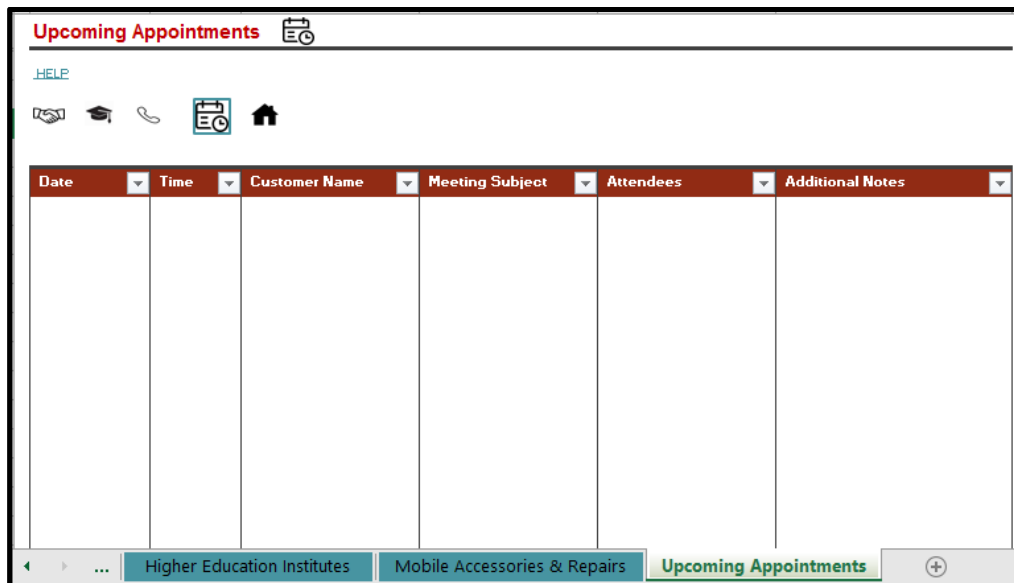 Upcoming Appointments
HELP
Date Time Customer Name Meeting Subject Attendees Additional Notes
... Higher Education Institutes Mobile Accessories & Repairs Upcoming Appointments